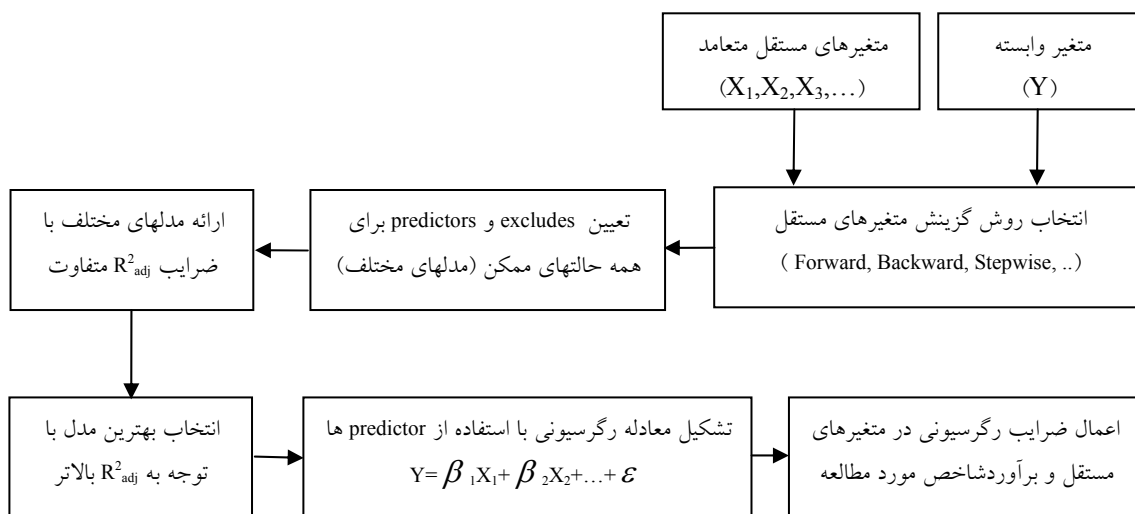 متغیر وابسته
(Y)
متغیرهای مستقل متعامد
(X₁,X₂,X₃,…)
انتخاب روش گزینش متغیرهای مستقل
( Forward, Backward, Stepwise, ..)
تعیین excludes و predictors برای
همه حالتهای ممکن (مدلهای مختلف)
ارائه مدلهای مختلف با
ضرایب R²adj متفاوت
انتخاب بهترین مدل با
توجه به R²adj بالاتر
تشکیل معادله رگرسیونی با استفاده از predictor ها
Y= β ₁X₁+ β ₂X₂+…+ ε
اعمال ضرایب رگرسیونی در متغیرهای
مستقل و برآوردشاخص مورد مطالعه